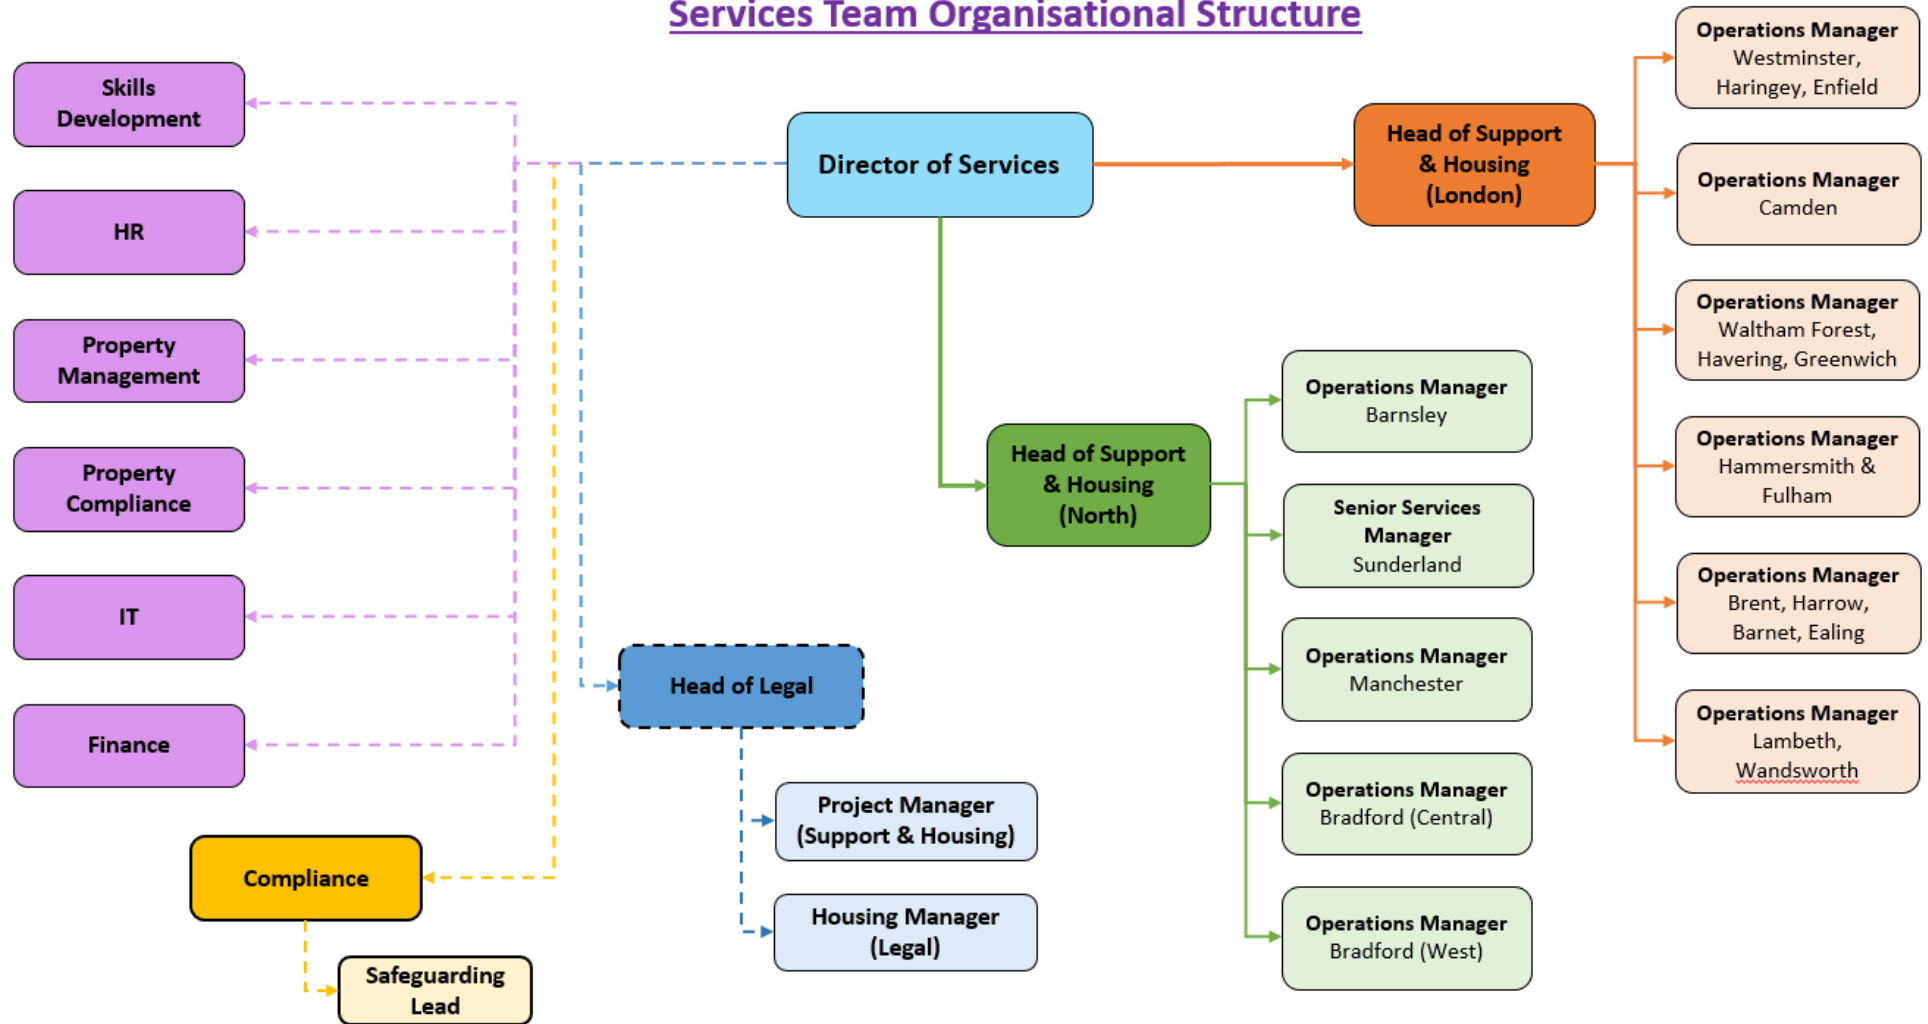 Services Team Organisational Structure
Skills
Development
HR
Property
Management
Property
Compliance
IT
Finance
Compliance
Safeguarding
Lead
Director of Services
Head of Legal
Project Manager
(Support & Housing)
Housing Manager
(Legal)
Head of Support
& Housing
(North)
Operations Manager
Barnsley
Senior Services
Manager
Sunderland
Operations Manager
Manchester
Operations Manager
Bradford (Central)
Operations Manager
Bradford (West)
Head of Support
& Housing
(London)
Operations Manager
Westminster,
Haringey, Enfield
Operations Manager
Camden
Operations Manager
Waltham Forest,
Havering, Greenwich
Operations Manager
Hammersmith &
Fulham
Operations Manager
Brent, Harrow,
Barnet, Ealing
Operations Manager
Lambeth,
Wandsworth